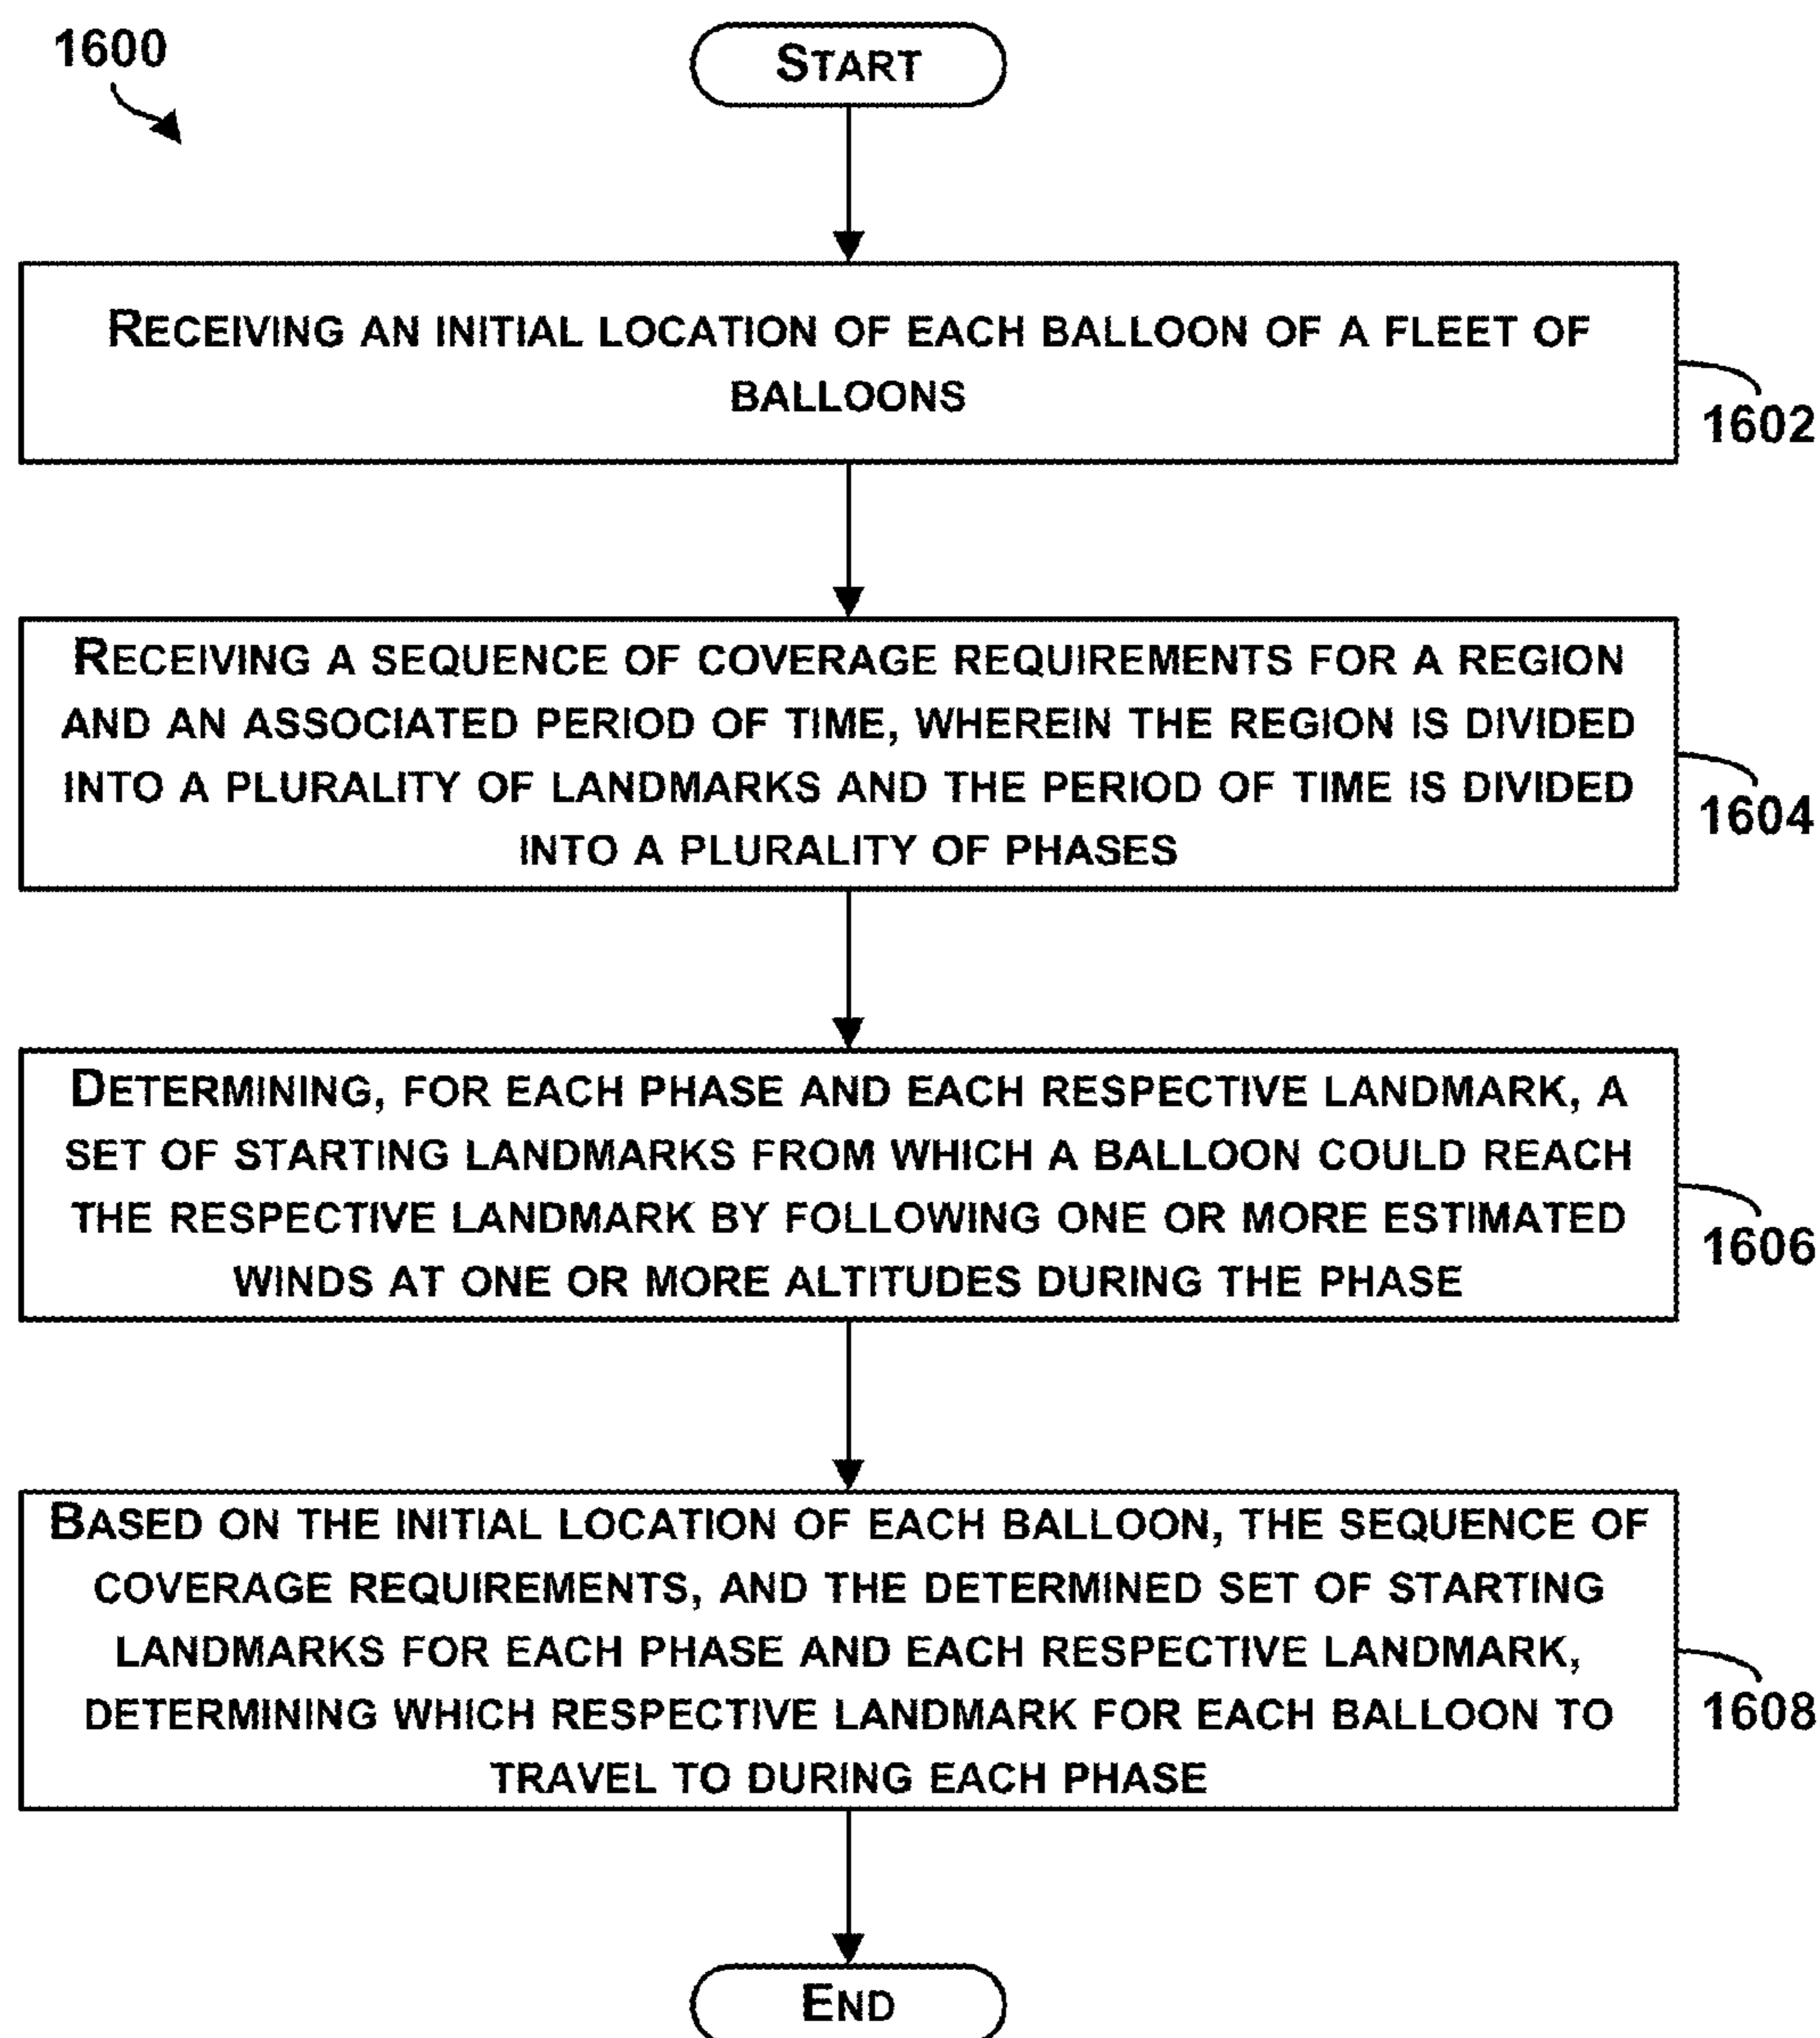 1600
START
RECEIVING AN INITIAL LOCATION OF EACH BALLOON OF A FLEET OF
BALLOONS
1602
RECEIVING A SEQUENCE OF COVERAGE REQUIREMENTS FOR A REGION
AND AN ASSOCIATED PERIOD OF TIME, WHEREIN THE REGION IS DIVIDED
INTO A PLURALITY OF LANDMARKS AND THE PERIOD OF TIME IS DIVIDED
INTO A PLURALITY OF PHASES
1604
DETERMINING, FOR EACH PHASE AND EACH RESPECTIVE LANDMARK, A
SET OF STARTING LANDMARKS FROM WHICH A BALLOON COULD REACH
THE RESPECTIVE LANDMARK BY FOLLOWING ONE OR MORE ESTIMATED
WINDS AT ONE OR MORE ALTITUDES DURING THE PHASE
1606
BASED ON THE INITIAL LOCATION OF EACH BALLOON, THE SEQUENCE OF
COVERAGE REQUIREMENTS, AND THE DETERMINED SET OF STARTING
LANDMARKS FOR EACH PHASE AND EACH RESPECTIVE LANDMARK,
DETERMINING WHICH RESPECTIVE LANDMARK FOR EACH BALLOON TO
TRAVEL TO DURING EACH PHASE
1608
END